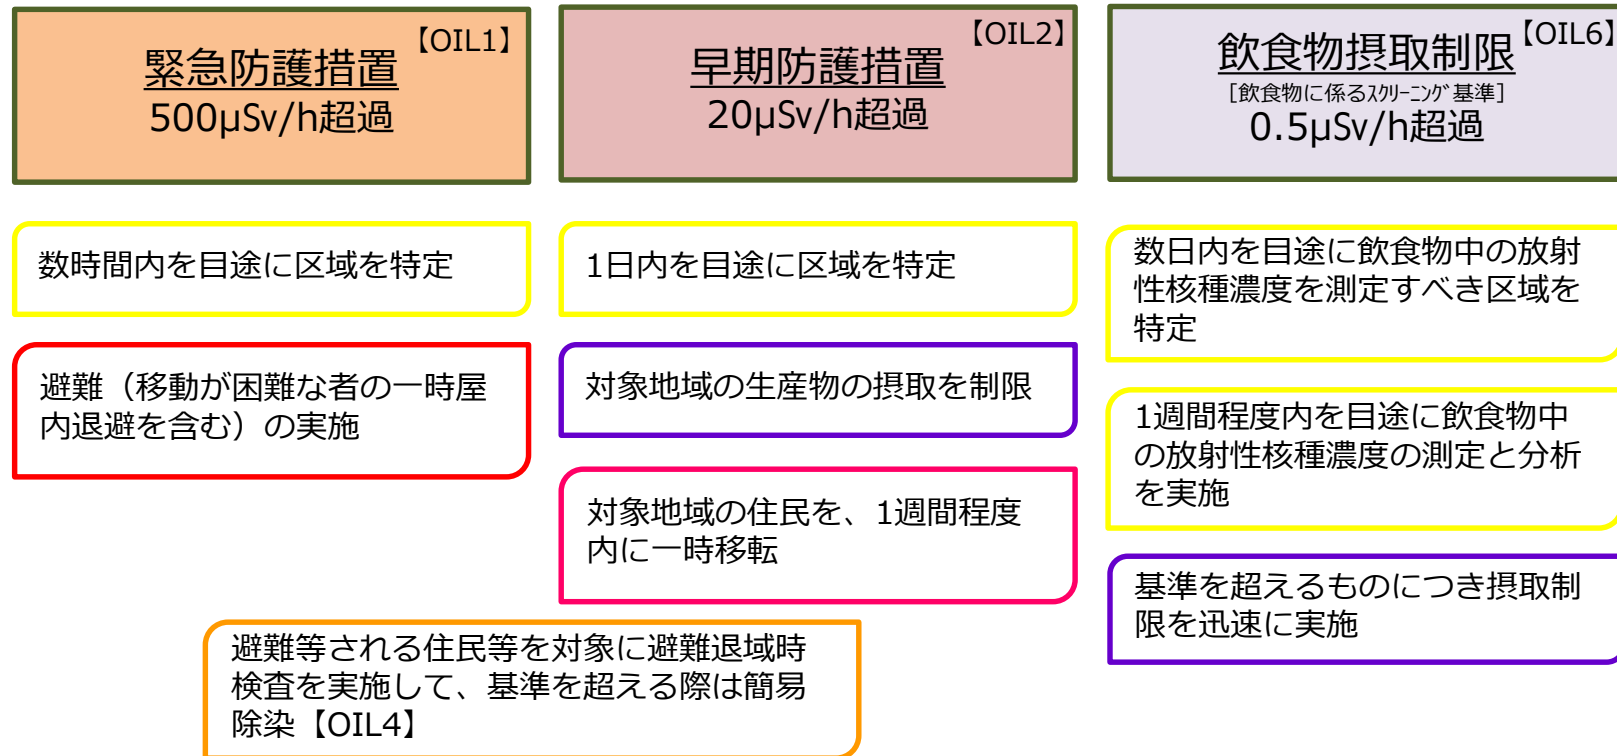 【OIL1】
緊急防護措置
500μSv/h超過
数時間内を目途に区域を特定
避難（移動が困難な者の一時屋
内退避を含む）の実施
【OIL2】
早期防護措置
20μSv/h超過
1日内を目途に区域を特定
対象地域の生産物の摂取を制限
対象地域の住民を、1週間程度
内に一時移転
避難等される住民等を対象に避難退域時
検査を実施して、基準を超える際は簡易
除染【OIL4】
【OIL6】
飲食物摂取制限
[飲食物に係るｽｸﾘｰﾆﾝｸﾞ基準]
0.5μSv/h超過
数日内を目途に飲食物中の放射
性核種濃度を測定すべき区域を
特定
1週間程度内を目途に飲食物中
の放射性核種濃度の測定と分析
を実施
基準を超えるものにつき摂取制
限を迅速に実施